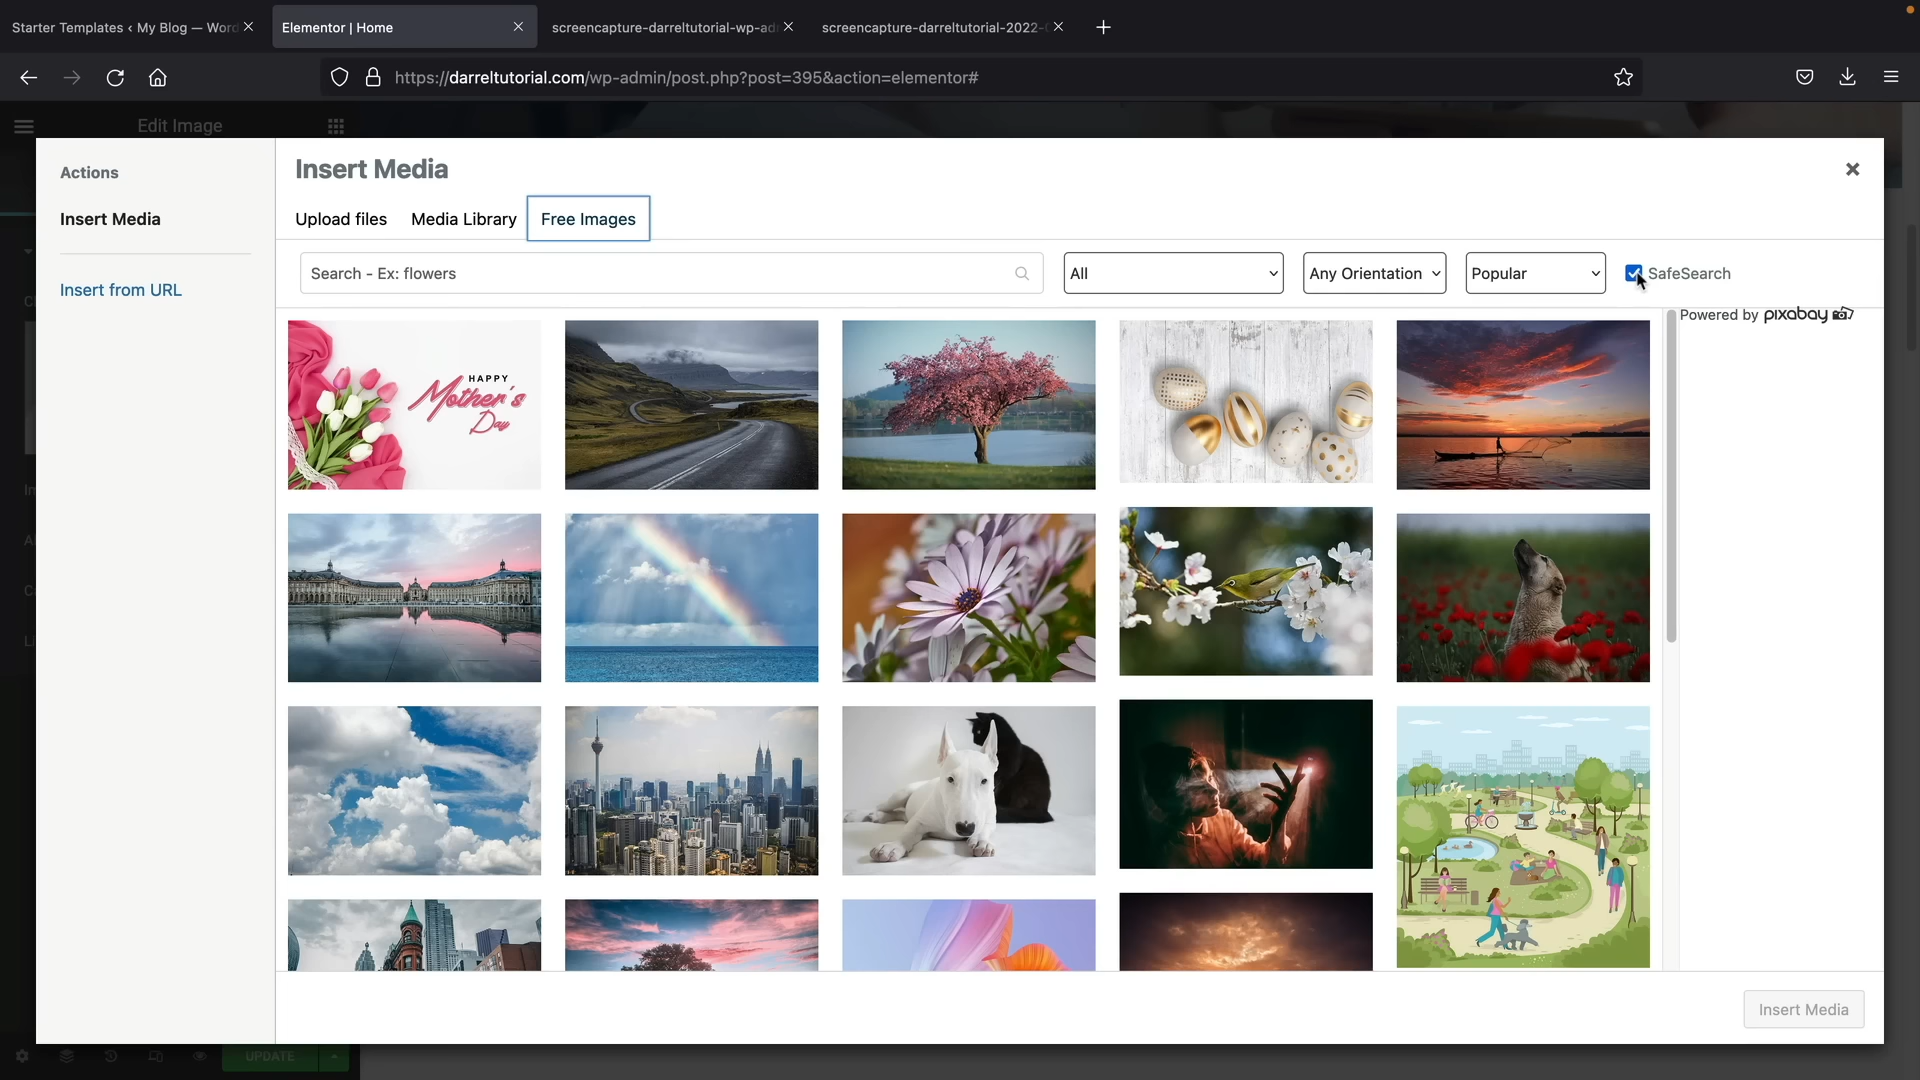 Starter Templates ‹ My Blog — Word
Elementor | Home
screencapture-darreltutorial-wp-ad
screencapture-darreltutorial-2022-
https://darreltutorial.com/wp-admin/post.php?post=395&action=elementor#
Edit Image
Actions
Insert Media
Insert from URL
Insert Media
Upload files
Media Library
Free Images
Search - Ex: flowers
All
Any Orientation
Popular
SafeSearch
Powered by pixabay
HAPPY
Mother's
Day
Insert Media
UPDATE